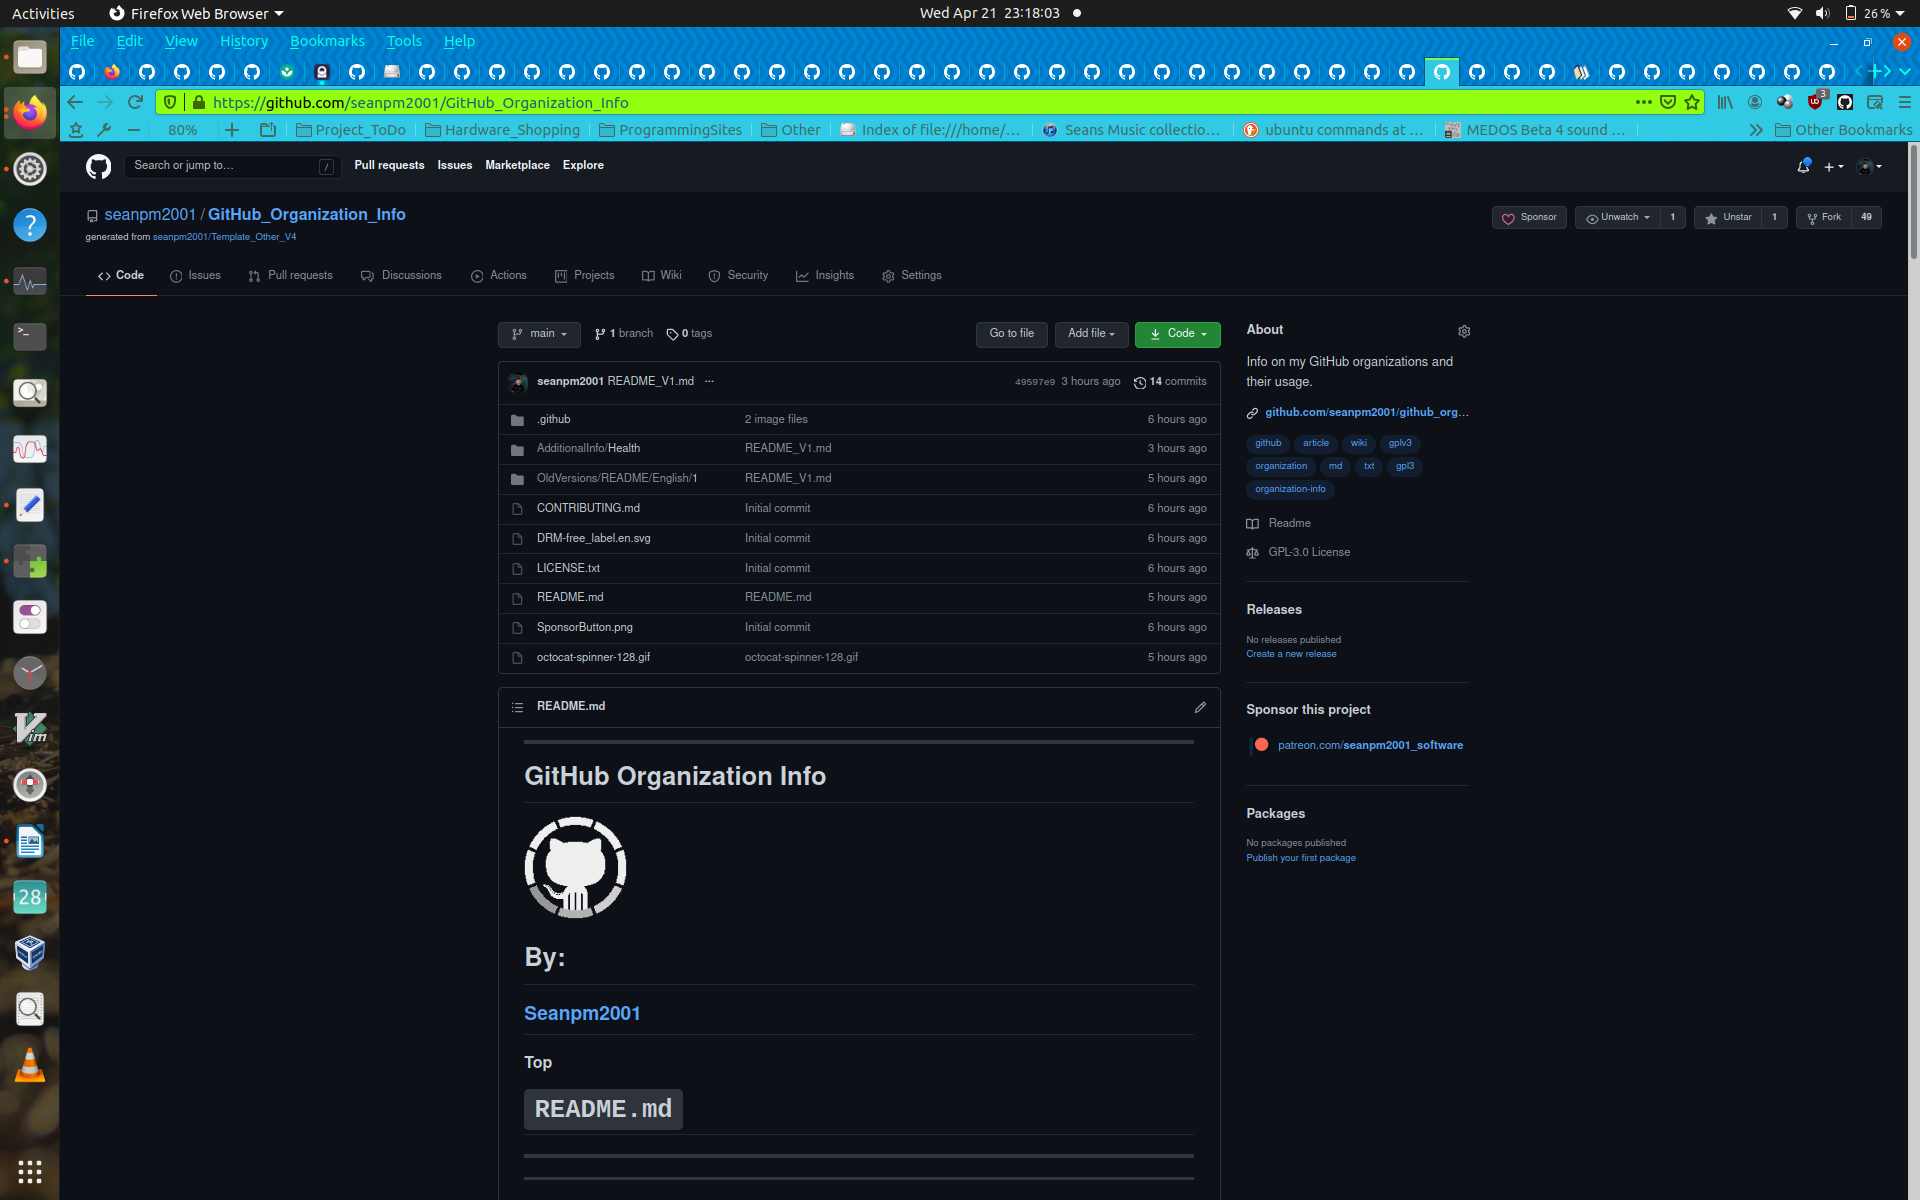 Activities
Firefox Web Browser
Wed Apr 21 23:18:03
26 %
File Edit View History Bookmarks Tools Help
https://github.com/seanpm2001/GitHub_Organization_Info
3
80%
Project_ToDo
Hardware_Shopping
ProgrammingSites
Other
Index of file:///home/...
Seans Music collectio...
ubuntu commands at ...
MEDOS Beta 4 sound ...
Other Bookmarks
Search or jump to...
/
Pull requests Issues Marketplace Explore
seanpm2001 / GitHub_Organization_Info
generated from seanpm2001/Template_Other_V4
Sponsor
Unwatch 1
Unstar 1
Fork 49
Code Issues Pull requests Discussions Actions Projects Wiki Security Insights Settings
main
1 branch
0 tags
Go to file
Add file
Code
seanpm2001 README_V1.md ...
49597e9 3 hours ago
14 commits
.github 2 image files 6 hours ago
AdditionalInfo/Health README_V1.md 3 hours ago
OldVersions/README/English/1 README_V1.md 5 hours ago
CONTRIBUTING.md Initial commit 6 hours ago
DRM-free_label.en.svg Initial commit 6 hours ago
LICENSE.txt Initial commit 6 hours ago
README.md README.md 5 hours ago
SponsorButton.png Initial commit 6 hours ago
octocat-spinner-128.gif octocat-spinner-128.gif 5 hours ago
README.md
GitHub Organization Info
By:
Seanpm2001
Top
README.md
About
Info on my GitHub organizations and
their usage.
github.com/seanpm2001/github_org...
github article wiki gplv3
organization md txt gpl3
organization-info
Readme
GPL-3.0 License
Releases
No releases published
Create a new release
Sponsor this project
patreon.com/seanpm2001_software
Packages
No packages published
Publish your first package
>_
?
Vim
28